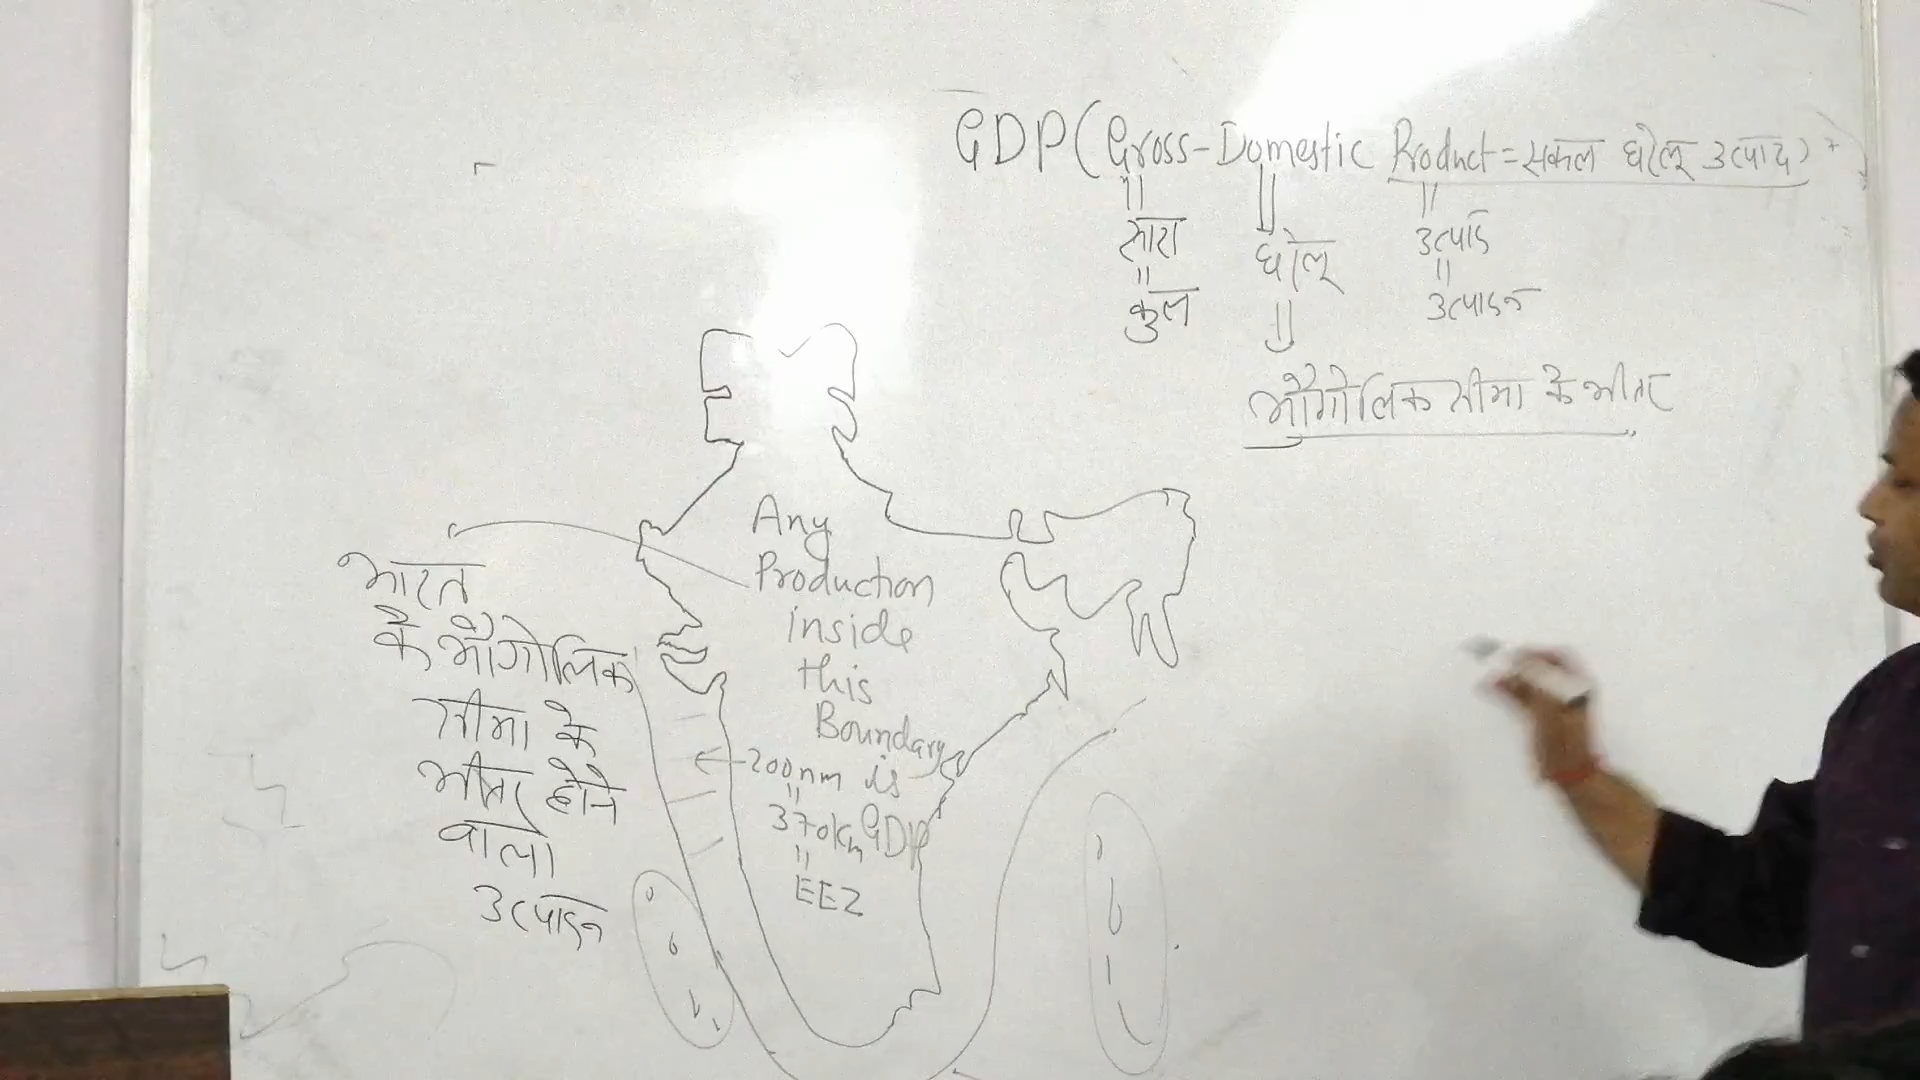 GDP (Gross-Domestic Product = सकल घरेलू उत्पाद)
सारा घरेलू उत्पाद
कुल उत्पादन
भौगोलिक सीमा के भीतर
Any
Production
inside
this
Boundary
is
GDP
200nm
370km
EEZ
भारत
के भौगोलिक
सीमा के
भीतर होने
वाला
उत्पादन